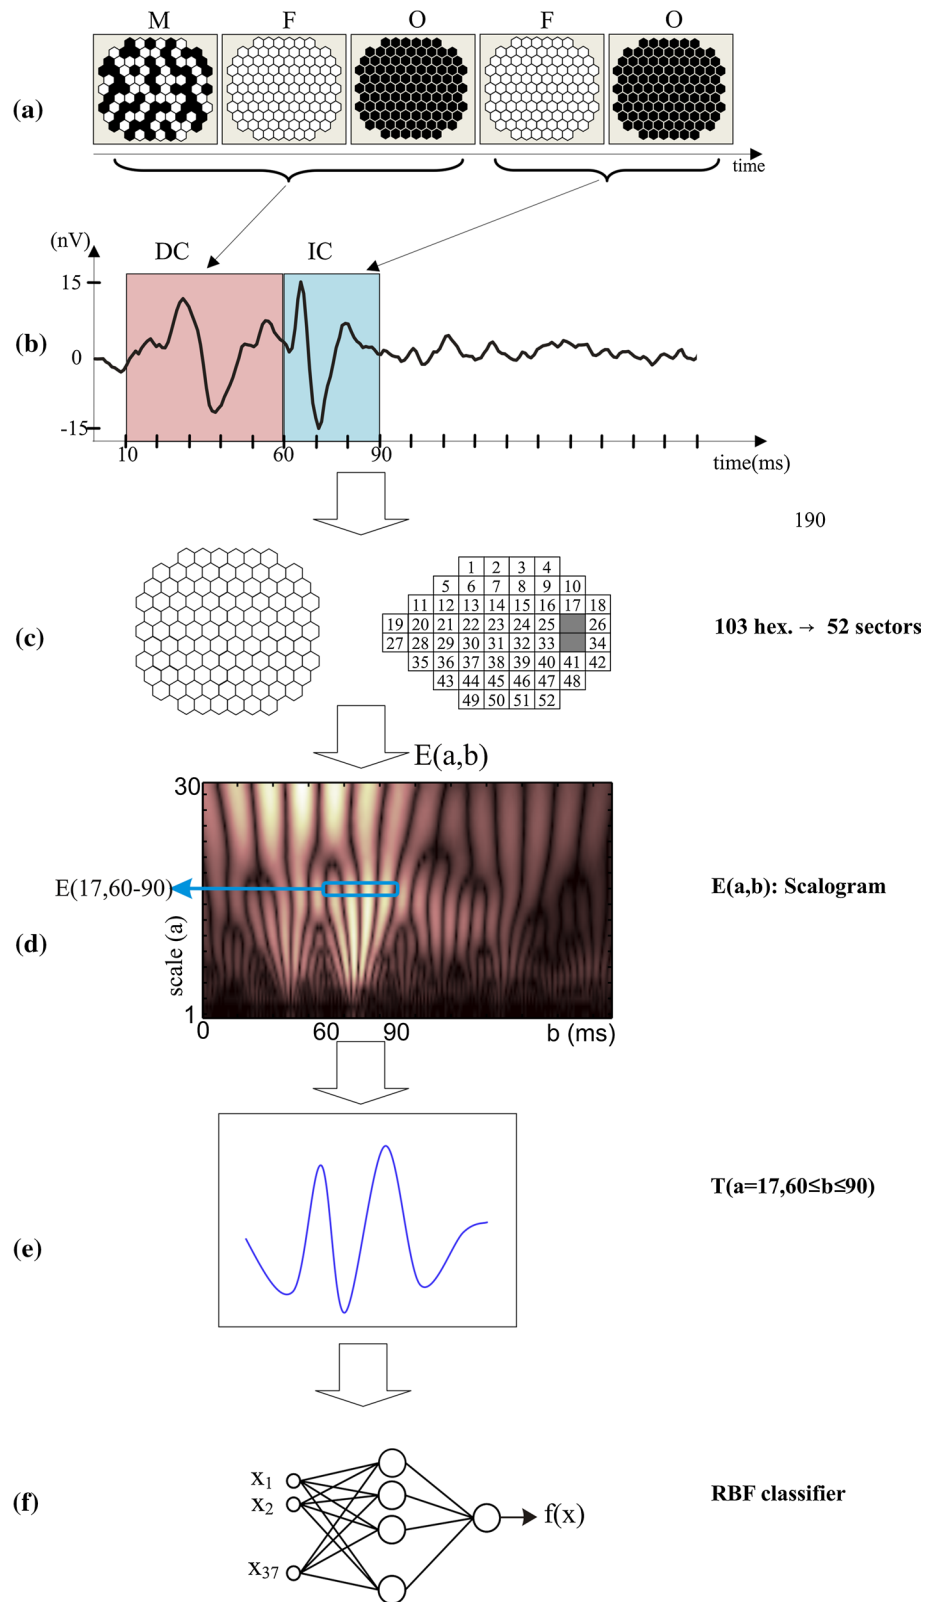 M F O F O
(a)
time
(nV)
DC IC
15
(b)
0
-15
10 60 90
time(ms)
190
1 2 3 4
5 6 7 8 9 10
11 12 13 14 15 16 17 18
19 20 21 22 23 24 25 26
(c)
103 hex. → 52 sectors
27 28 29 30 31 32 33 34
35 36 37 38 39 40 41 42
43 44 45 46 47 48
49 50 51 52
E(a,b)
30
E(17,60-90)
E(a,b): Scalogram
(d)
scale (a)
1
0 60 90 b (ms)
T(a=17,60≤b≤90)
(e)
x1
x2
f(x)
RBF classifier
(f)
x37